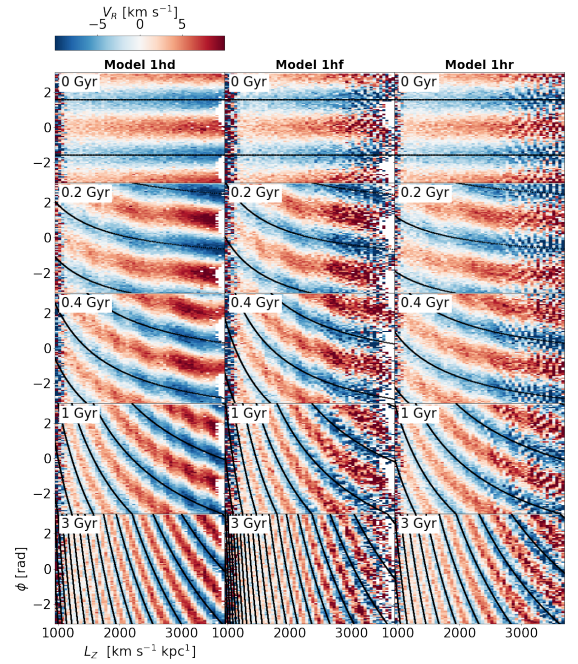 V_R [km s⁻¹]
−5 0 5
Model 1hd Model 1hf Model 1hr
0 Gyr 0 Gyr 0 Gyr
2
0
−2
0.2 Gyr 0.2 Gyr 0.2 Gyr
2
0
−2
0.4 Gyr 0.4 Gyr 0.4 Gyr
2
0
−2
1 Gyr 1 Gyr 1 Gyr
2
0
−2
3 Gyr 3 Gyr 3 Gyr
2
0
−2
ϕ [rad]
1000 2000 3000 1000 2000 3000 1000 2000 3000
L_Z [km s⁻¹ kpc¹]